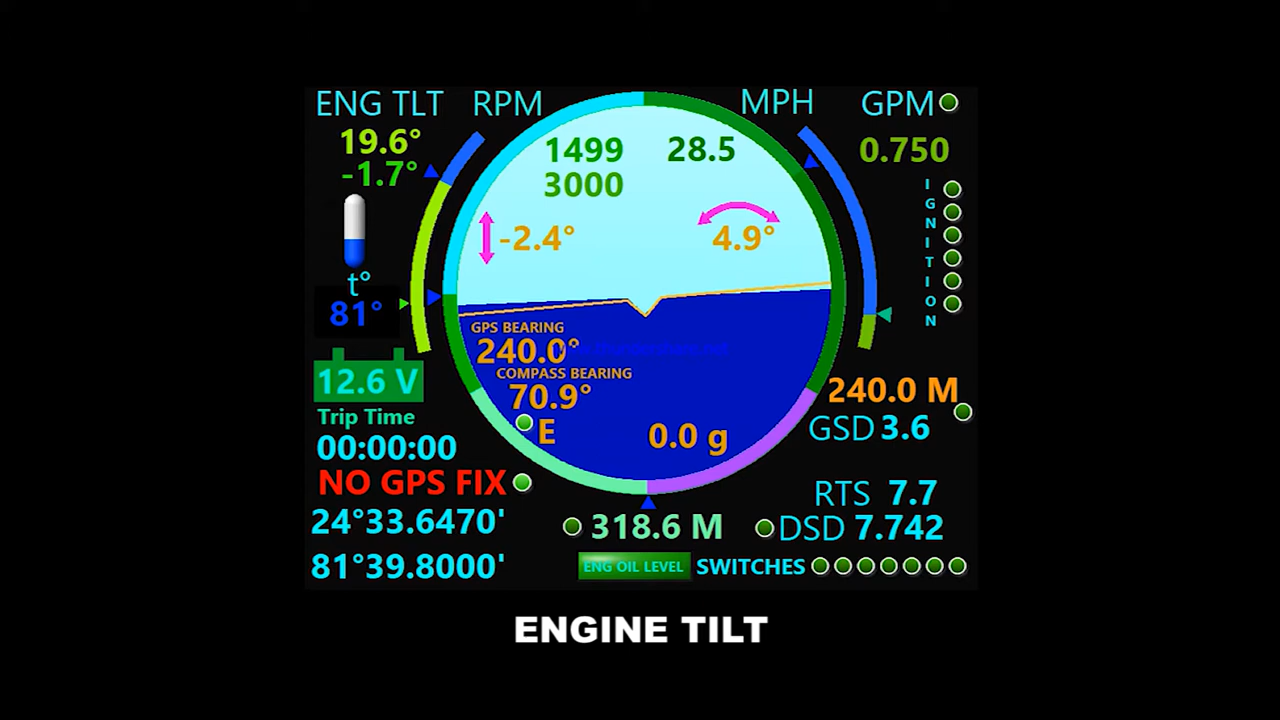 ENG TLT RPM MPH GPM
19.6° 1499 28.5 0.750
-1.7° 3000
-2.4° 4.9°
IGNITION
t°
81°
GPS BEARING
240.0°
COMPASS BEARING
70.9°
E 0.0 g
12.6 V
240.0 M
Trip Time
GSD 3.6
00:00:00
NO GPS FIX
RTS 7.7
24°33.6470' 318.6 M DSD 7.742
81°39.8000' ENG OIL LEVEL SWITCHES
ENGINE TILT